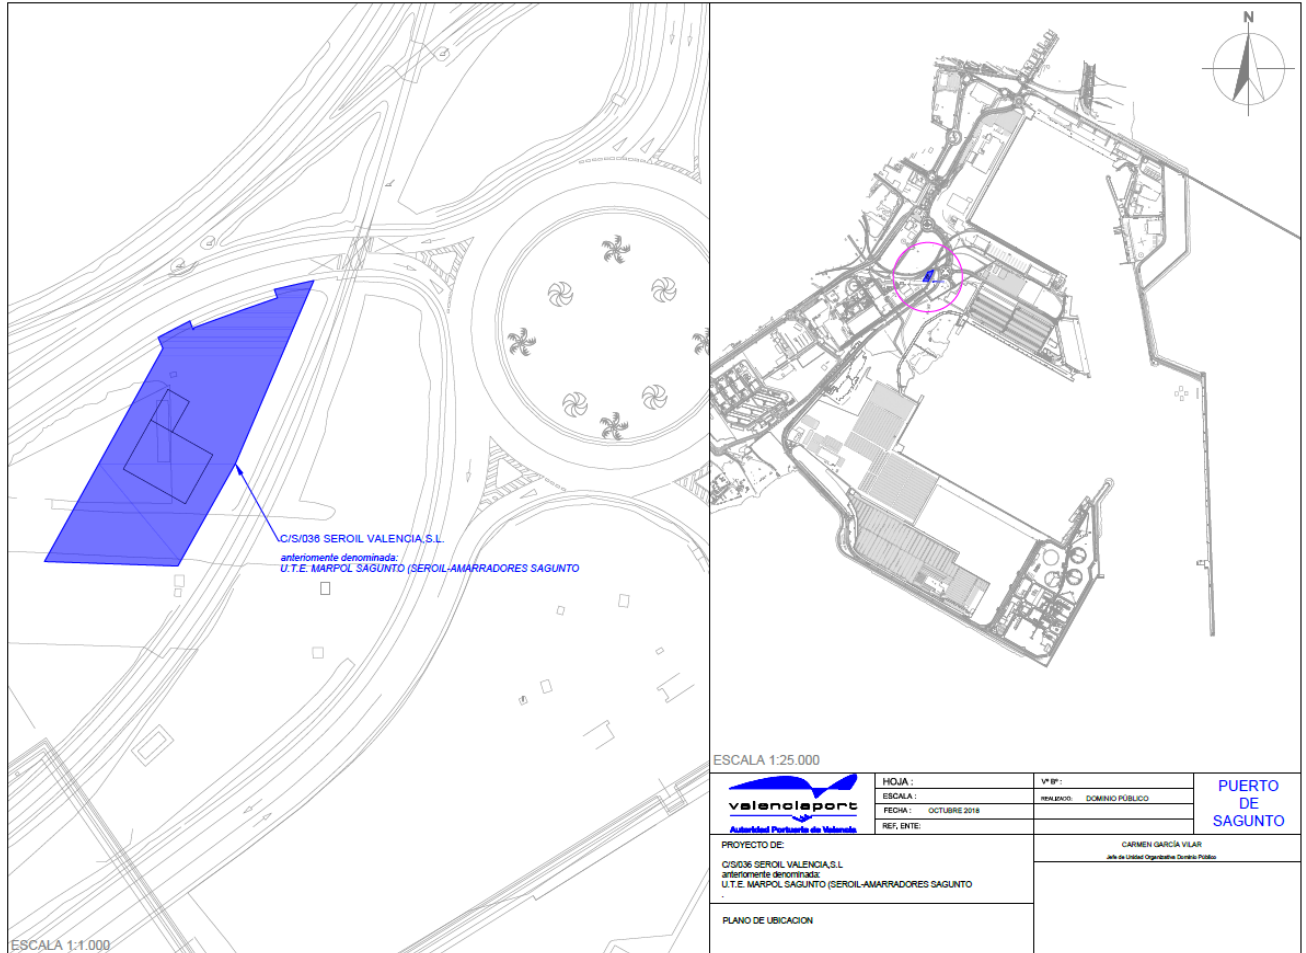 C/S/036 SEROIL VALENCIA,S.L.
anteriomente denominada:
U.T.E. MARPOL SAGUNTO (SEROIL-AMARRADORES SAGUNTO
ESCALA 1:1.000
N
ESCALA 1:25.000
valenciaport
Autoridad Portuaria de Valencia
HOJA :
ESCALA :
FECHA : OCTUBRE 2018
REF, ENTE:
Vº Bº :
REALIZADO: DOMINIO PÚBLICO
PUERTO
DE
SAGUNTO
PROYECTO DE:
C/S/036 SEROIL VALENCIA,S.L
anteriomente denominada:
U.T.E. MARPOL SAGUNTO (SEROIL-AMARRADORES SAGUNTO
.
PLANO DE UBICACION
CARMEN GARCÍA VILAR
Jefe de Unidad Organizativa Dominio Público